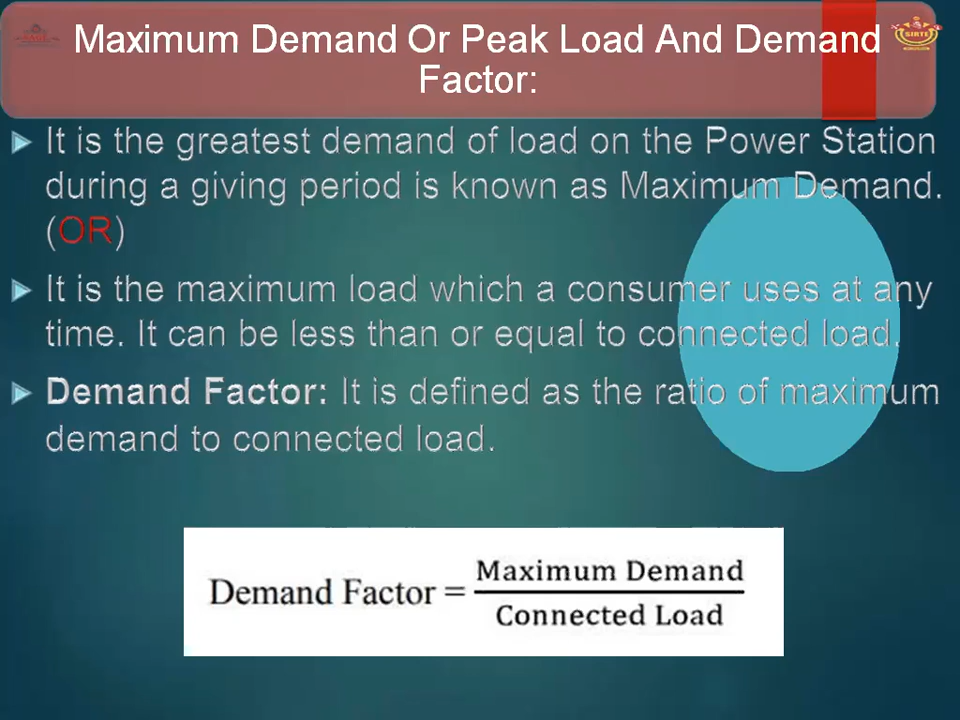 Maximum Demand Or Peak Load And Demand
Factor:
It is the greatest demand of load on the Power Station
during a giving period is known as Maximum Demand.
(OR)
It is the maximum load which a consumer uses at any
time. It can be less than or equal to connected load.
Demand Factor: It is defined as the ratio of maximum
demand to connected load.
Demand Factor = Maximum Demand
Connected Load
SIRTE